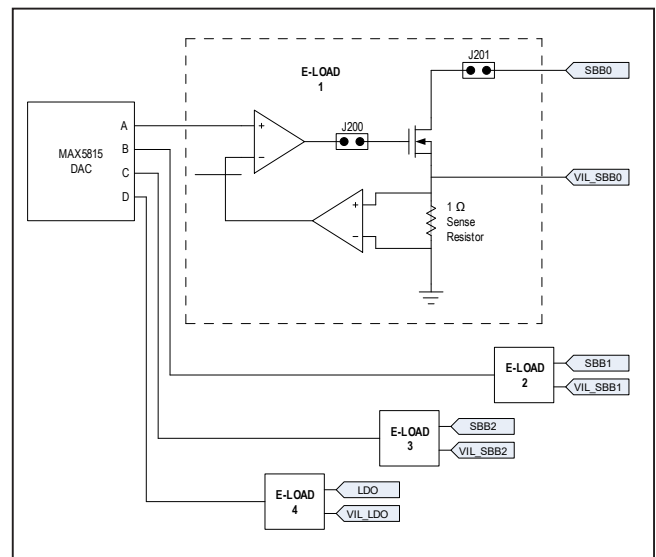 E-LOAD
1
J201
SBB0
MAX5815
DAC
A
B
C
D
+
−
J200
VIL_SBB0
+
−
1 Ω
Sense
Resistor
E-LOAD
2
SBB1
VIL_SBB1
E-LOAD
3
SBB2
VIL_SBB2
E-LOAD
4
LDO
VIL_LDO